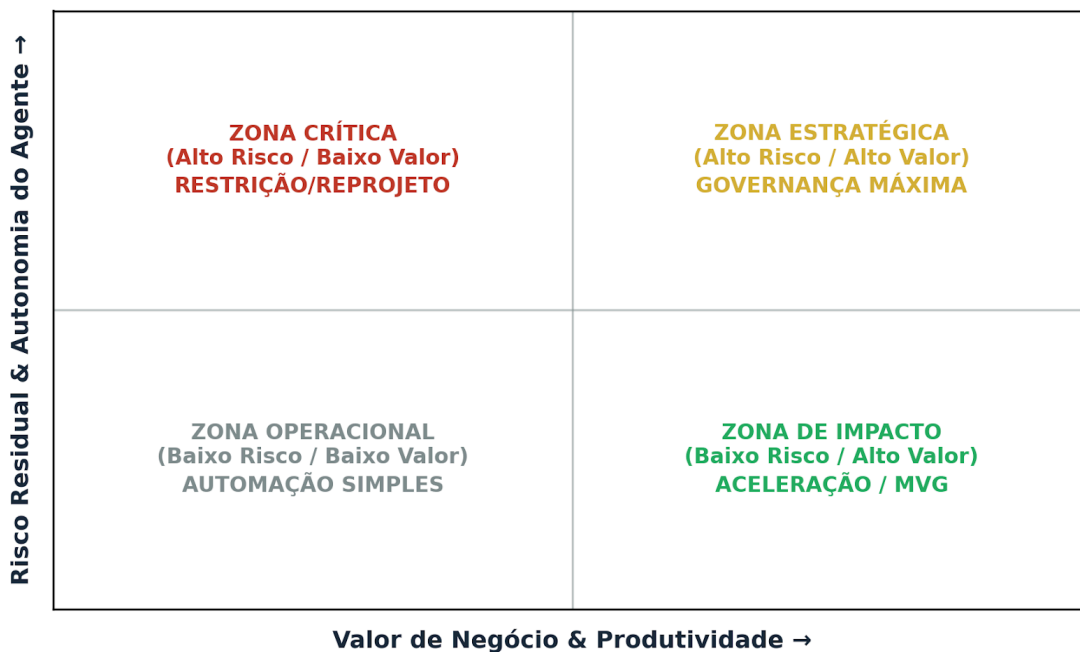 Risco Residual & Autonomia do Agente →
ZONA CRÍTICA
(Alto Risco / Baixo Valor)
RESTRIÇÃO/REPROJETO
ZONA ESTRATÉGICA
(Alto Risco / Alto Valor)
GOVERNANÇA MÁXIMA
ZONA OPERACIONAL
(Baixo Risco / Baixo Valor)
AUTOMAÇÃO SIMPLES
ZONA DE IMPACTO
(Baixo Risco / Alto Valor)
ACELERAÇÃO / MVG
Valor de Negócio & Produtividade →